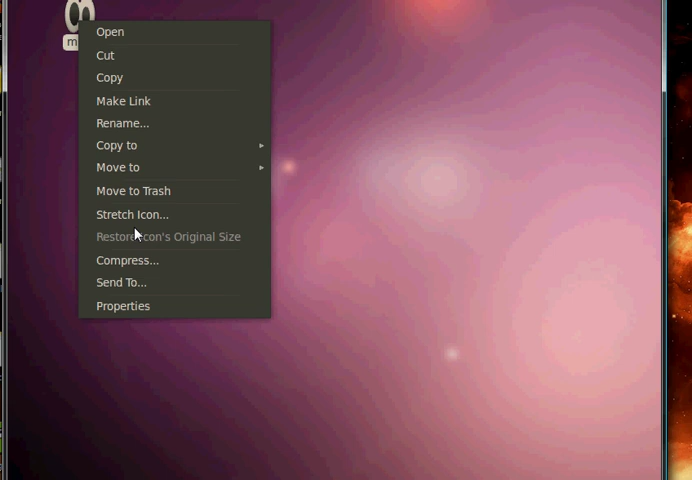 m
Open
Cut
Copy
Make Link
Rename...
Copy to
Move to
Move to Trash
Stretch Icon...
Restore Icon's Original Size
Compress...
Send To...
Properties